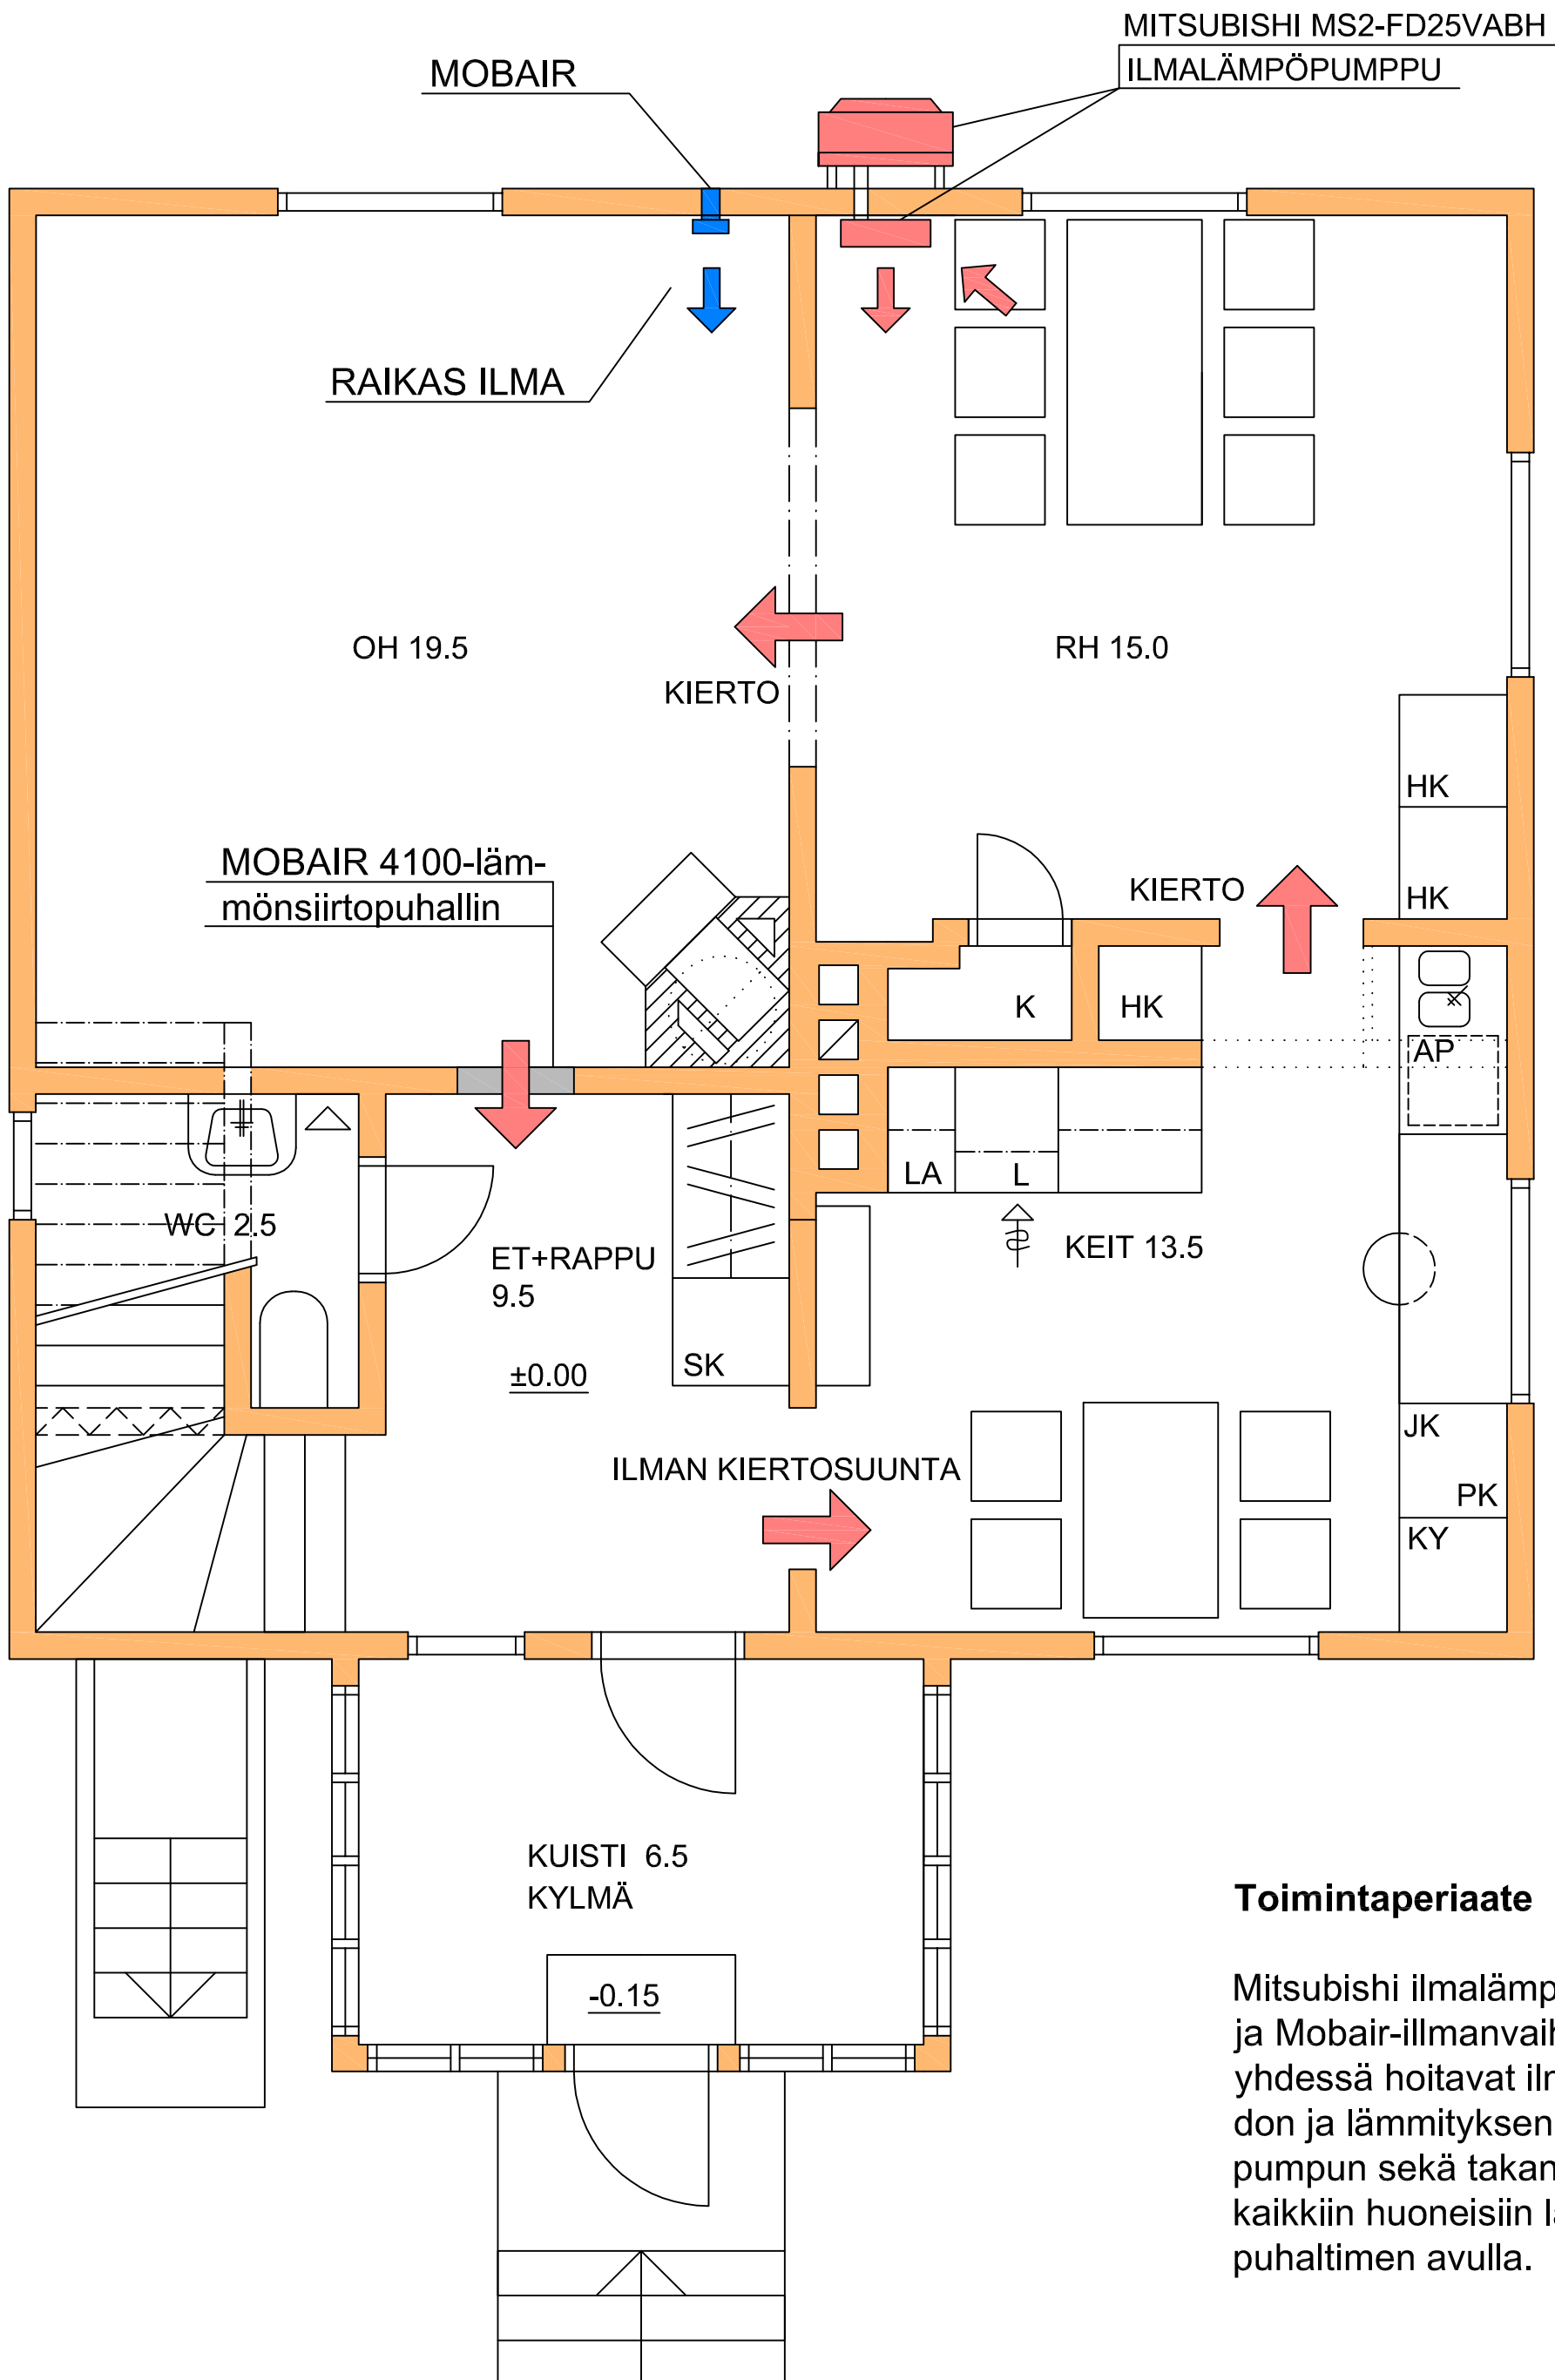 MITSUBISHI MS2-FD25VABH
ILMALÄMPÖPUMPPU
MOBAIR
RAIKAS ILMA
OH 19.5
RH 15.0
KIERTO
HK
HK
MOBAIR 4100-läm-
mönsiirtopuhallin
KIERTO
K
HK
AP
LA
L
WC 2.5
KEIT 13.5
ET+RAPPU
9.5
SK
±0.00
JK
PK
KY
ILMAN KIERTOSUUNTA
KUISTI 6.5
KYLMÄ
-0.15
Toimintaperiaate
Mitsubishi ilmalämp
ja Mobair-illmanvaih
yhdessä hoitavat iln
don ja lämmityksen
pumpun sekä takan
kaikkiin huoneisiin lä
puhaltimen avulla.